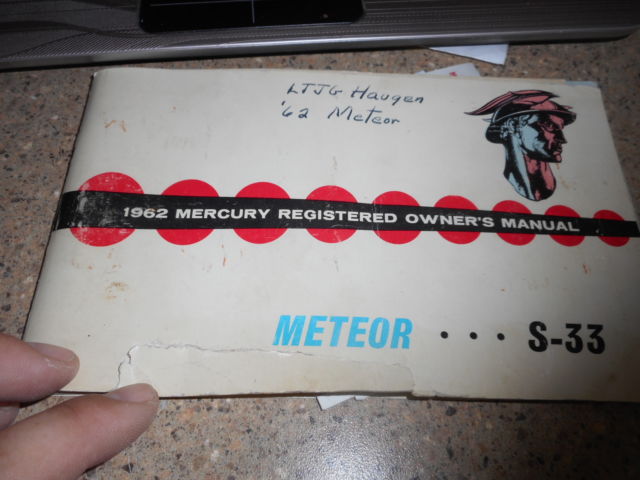 LTJG Haugen
'62 Meteor
1962 MERCURY REGISTERED OWNER'S MANUAL
METEOR • • • S-33